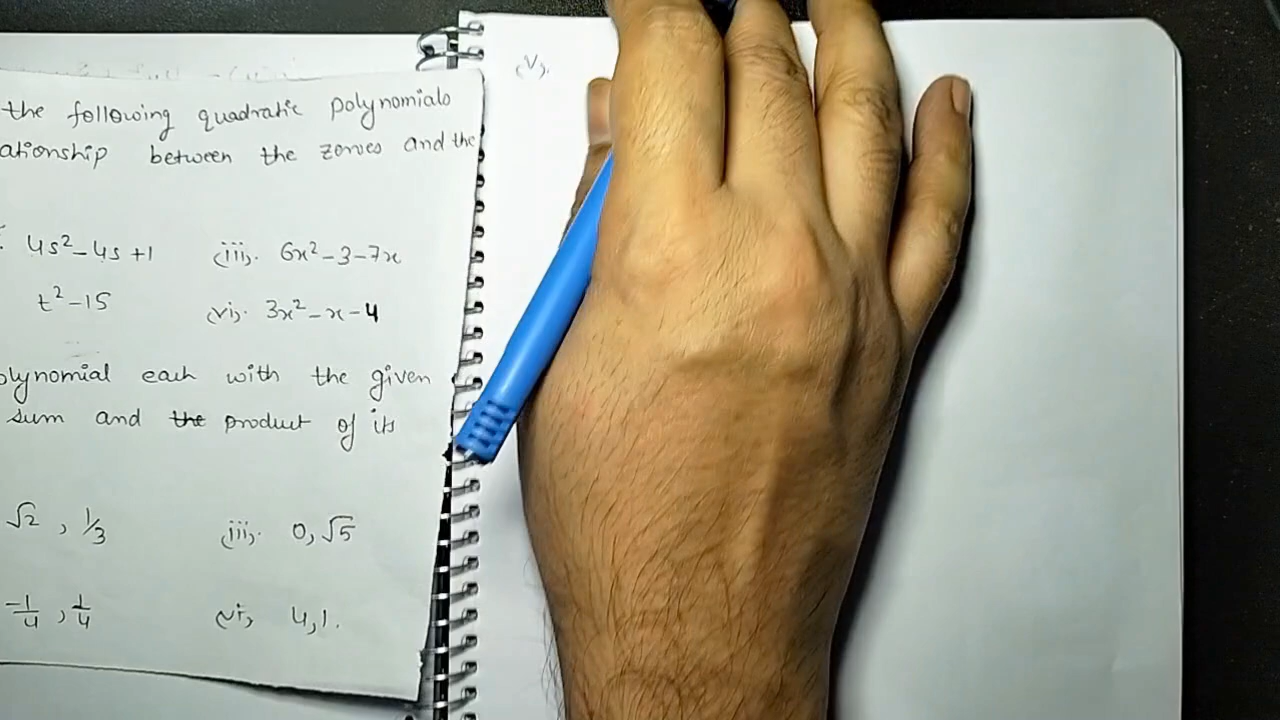 the following quadratic polynomials
ationship between the zeroes and the
4s²-4s+1 (iii). 6x²-3-7x
t²-15 (vi). 3x²-x-4
olynomial each with the given
sum and the product of its
√2, 1/3 (iii). 0, √5
-1/4, 1/4 (vi), 4,1.
(v).